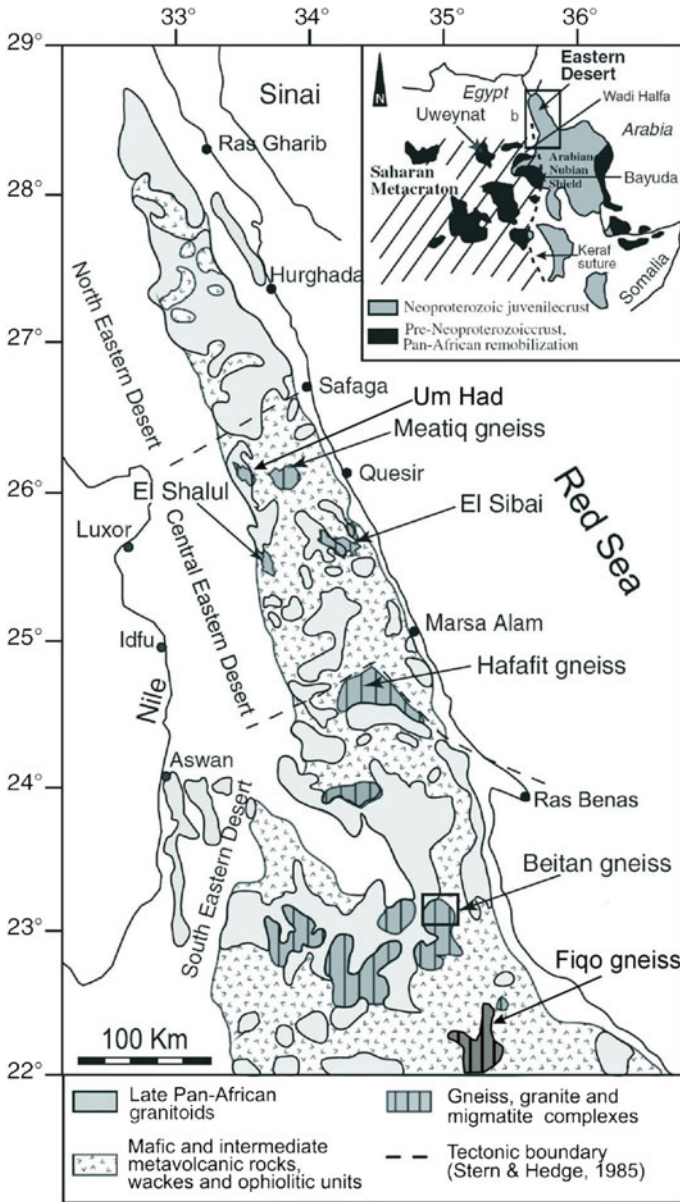 33° 34° 35° 36°
29°
28°
27°
26°
25°
24°
23°
22°
Sinai
Ras Gharib
Hurghada
North Eastern Desert
Safaga
Um Had
Meatiq gneiss
Quesir
El Shalul
El Sibai
Luxor
Central Eastern Desert
Red Sea
Marsa Alam
Idfu
Hafafit gneiss
Nile
Aswan
Ras Benas
South Eastern Desert
Beitan gneiss
Fiqo gneiss
100 Km
N
Eastern
Desert
Egypt
Wadi Halfa
b
Uweynat
Arabia
Saharan
Metacraton
Arabian
Nubian
Shield
Bayuda
Keraf
suture
Somalia
Neoproterozoic juvenilecrust
Pre-Neoproterozoiccrust,
Pan-African remobilization
Late Pan-African
granitoids
Gneiss, granite and
migmatite complexes
Mafic and intermediate
metavolcanic rocks,
wackes and ophiolitic units
Tectonic boundary
(Stern & Hedge, 1985)